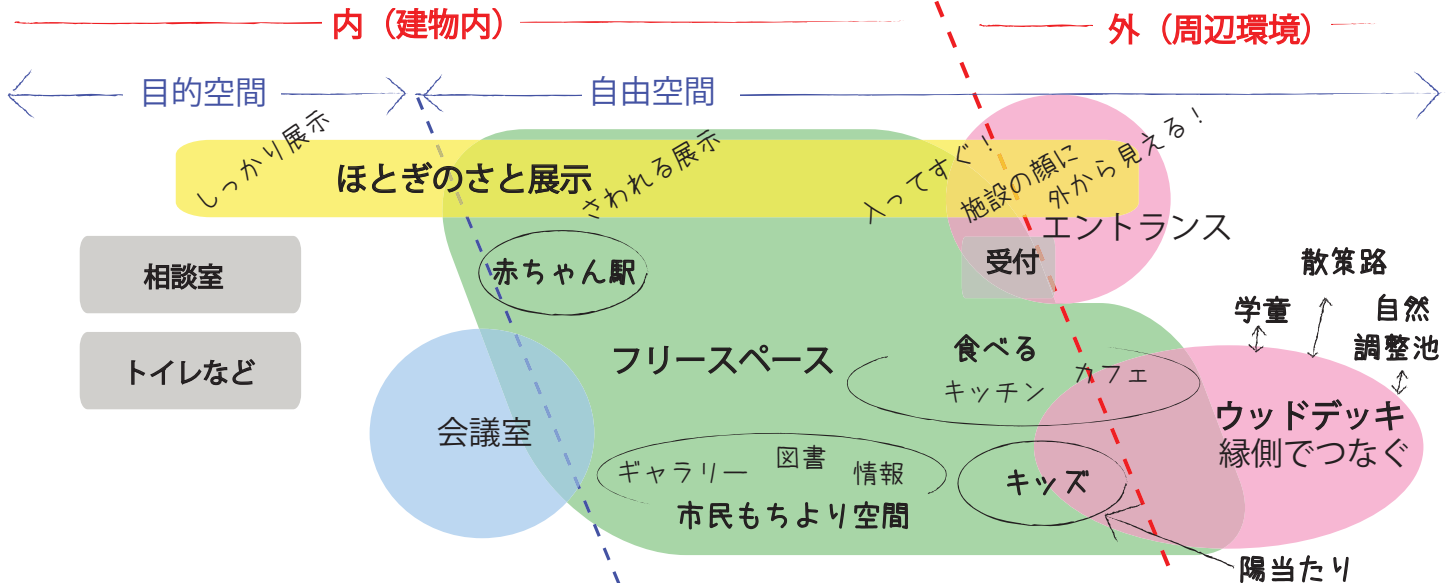 内（建物内）
外（周辺環境）
目的空間
自由空間
しっかり展示
ほとぎのさと展示
さわれる展示
入ってすぐ！
施設の顔に
外から見える！
エントランス
受付
相談室
赤ちゃん駅
トイレなど
散策路
学童
自然
調整池
フリースペース
食べる
キッチン
カフェ
ウッドデッキ
縁側でつなぐ
会議室
ギャラリー
図書
情報
市民もちより空間
キッズ
陽当たり